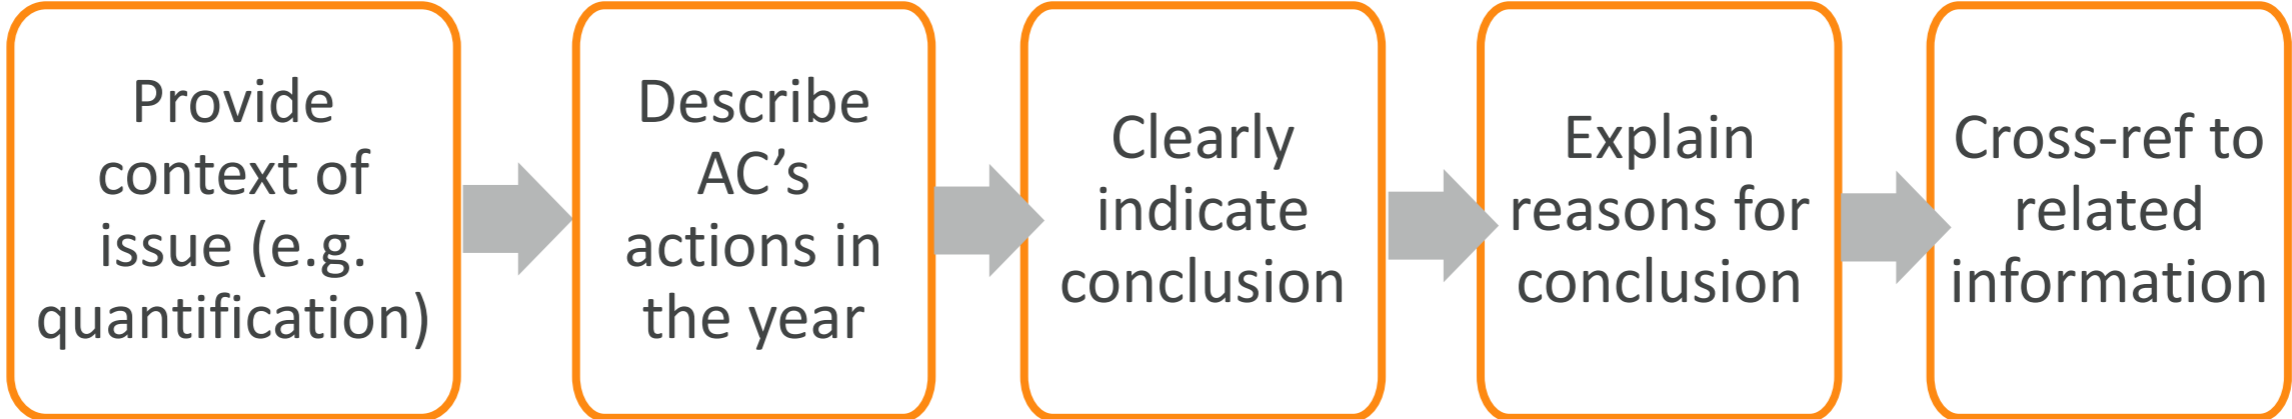 Provide
context of
issue (e.g.
quantification)
Describe
AC’s
actions in
the year
Clearly
indicate
conclusion
Explain
reasons for
conclusion
Cross-ref to
related
information